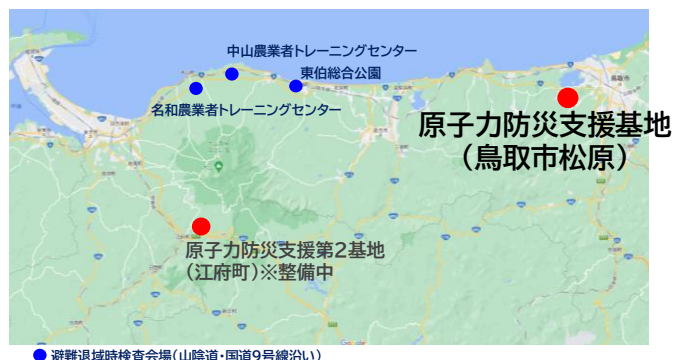 中山農業者トレーニングセンター
東伯総合公園
名和農業者トレーニングセンター
鳥取市
原子力防災支援基地
（鳥取市松原）
原子力防災支援第2基地
（江府町）※整備中
Google
避難退域時検査会場（山陰道・国道9号線沿い）